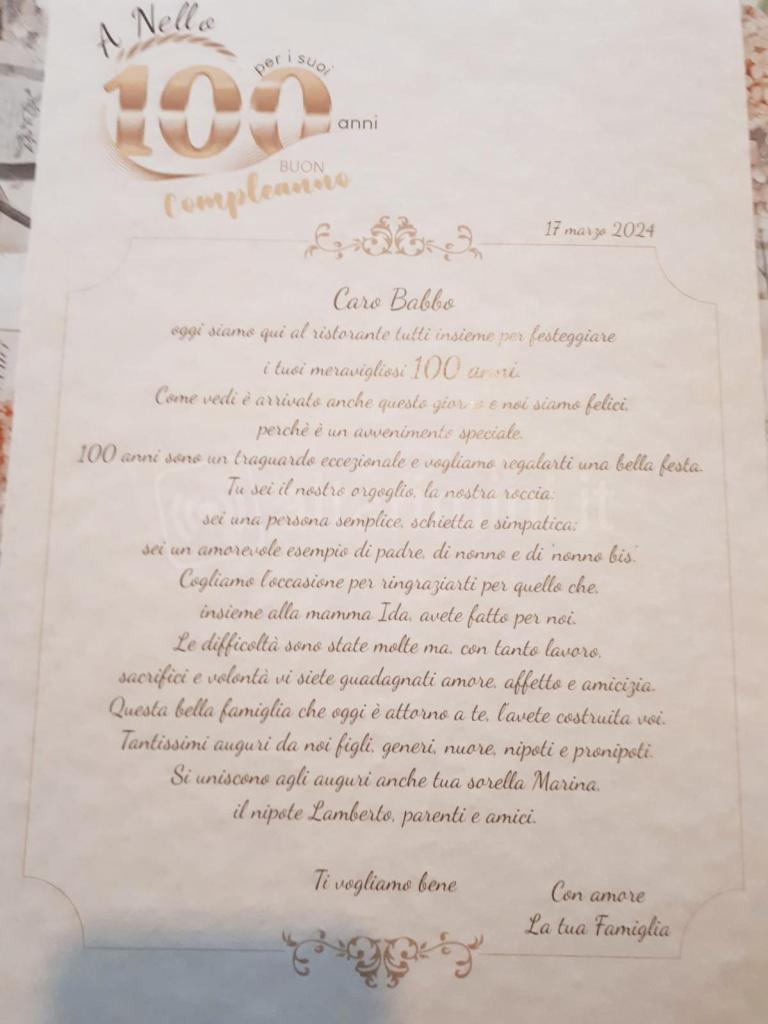 A Nello
per i suoi
100
anni
BUON
Compleanno
17 marzo 2024
Caro Babbo
oggi siamo qui al ristorante tutti insieme per festeggiare
i tuoi meravigliosi 100 anni.
Come vedi è arrivato anche questo giorno e noi siamo felici,
perchè è un avvenimento speciale.
100 anni sono un traguardo eccezionale e vogliamo regalarti una bella festa.
Tu sei il nostro orgoglio, la nostra roccia;
sei una persona semplice, schietta e simpatica;
sei un amorevole esempio di padre, di nonno e di "nonno bis".
Cogliamo l'occasione per ringraziarti per quello che,
insieme alla mamma Ida, avete fatto per noi.
Le difficoltà sono state molte ma, con tanto lavoro,
sacrifici e volontà vi siete guadagnati amore, affetto e amicizia.
Questa bella famiglia che oggi è attorno a te, l'avete costruita voi.
Tantissimi auguri da noi figli, generi, nuore, nipoti e pronipoti.
Si uniscono agli auguri anche tua sorella Marina,
il nipote Lamberto, parenti e amici.
Ti vogliamo bene
Con amore
La tua Famiglia